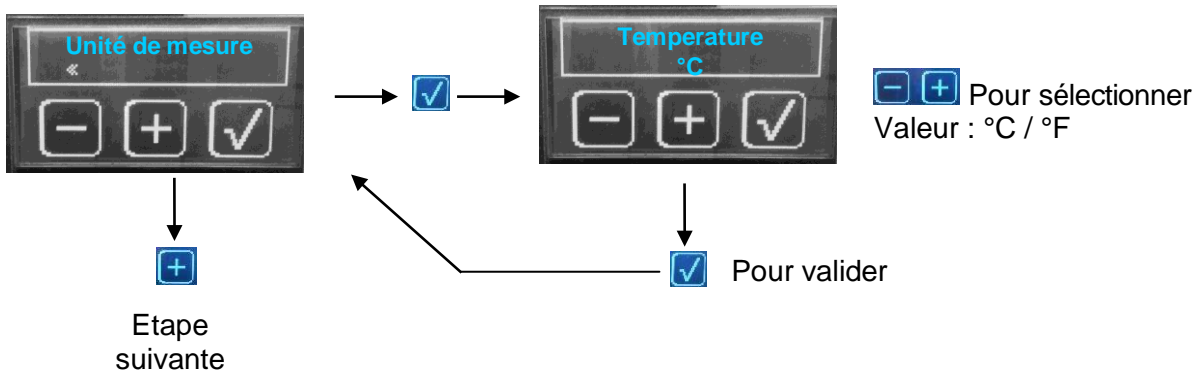 Unité de mesure
«
Temperature
°C
Pour sélectionner
Valeur : °C / °F
Pour valider
Etape
suivante